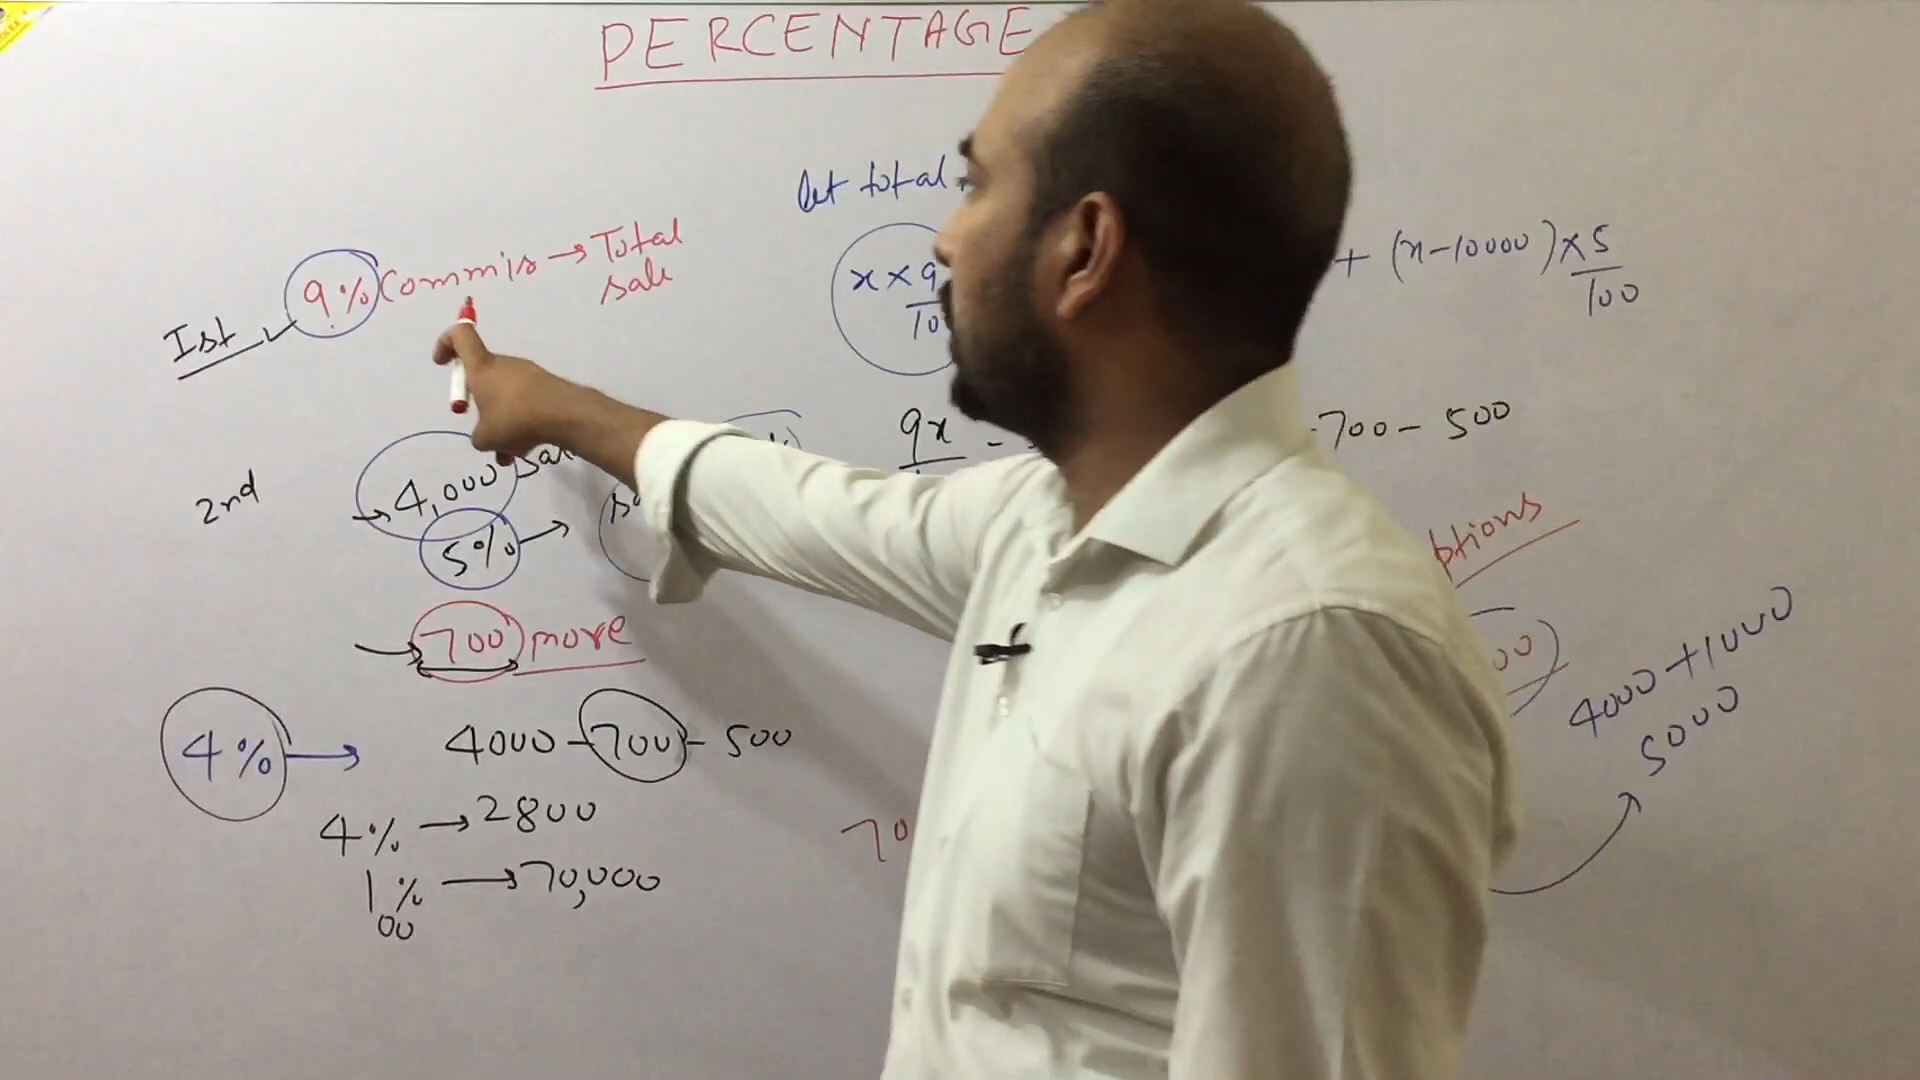 PERCENTAGE
let total
Ist 9% Commis → Total sale
x × 9
+ (x-10000) × 5
100
9x -
-700 - 500
2nd → 4,000
5% →
→ 700 more
4% → 4000 - 700 - 500
4% → 2800
1% → 70,000
00
70
4000 + 1000
5000